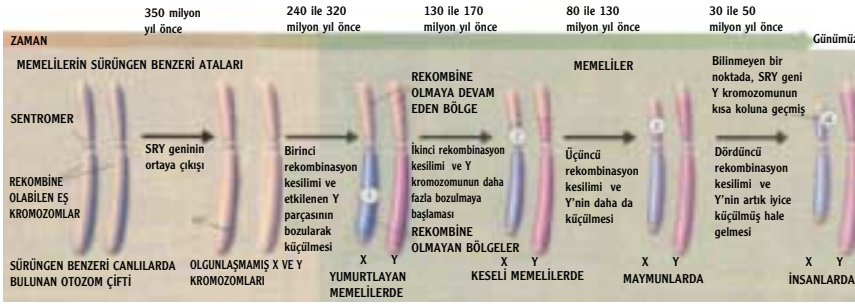 350 milyon
yıl önce
240 ile 320
milyon yıl önce
130 ile 170
milyon yıl önce
80 ile 130
milyon yıl önce
30 ile 50
milyon yıl önce
ZAMAN
Günümüz
MEMELİLERİN SÜRÜNGEN BENZERİ ATALARI
MEMELİLER
SENTROMER
REKOMBİNE
OLABİLEN EŞ
KROMOZOMLAR
SÜRÜNGEN BENZERİ CANLILARDA
BULUNAN OTOZOM ÇİFTİ
SRY geninin
ortaya çıkışı
OLGUNLAŞMAMIŞ X VE Y
KROMOZOMLARI
Birinci
rekombinasyon
kesilimi ve
etkilenen Y
parçasının
bozularak
küçülmesi
X Y
YUMURTLAYAN
MEMELİLERDE
REKOMBİNE
OLMAYA DEVAM
EDEN BÖLGE
İkinci rekombinasyon
kesilimi ve Y
kromozomunun daha
fazla bozulmaya
başlaması
REKOMBİNE
OLMAYAN BÖLGELER
X Y
KESELİ MEMELİLERDE
Üçüncü
rekombinasyon
kesilimi ve
Y'nin daha da
küçülmesi
X Y
MAYMUNLARDA
Bilinmeyen bir
noktada, SRY geni
Y kromozomunun
kısa koluna geçmiş
Dördüncü
rekombinasyon
kesilimi ve
Y'nin artık iyice
küçülmüş hale
gelmesi
X Y
İNSANLARDA